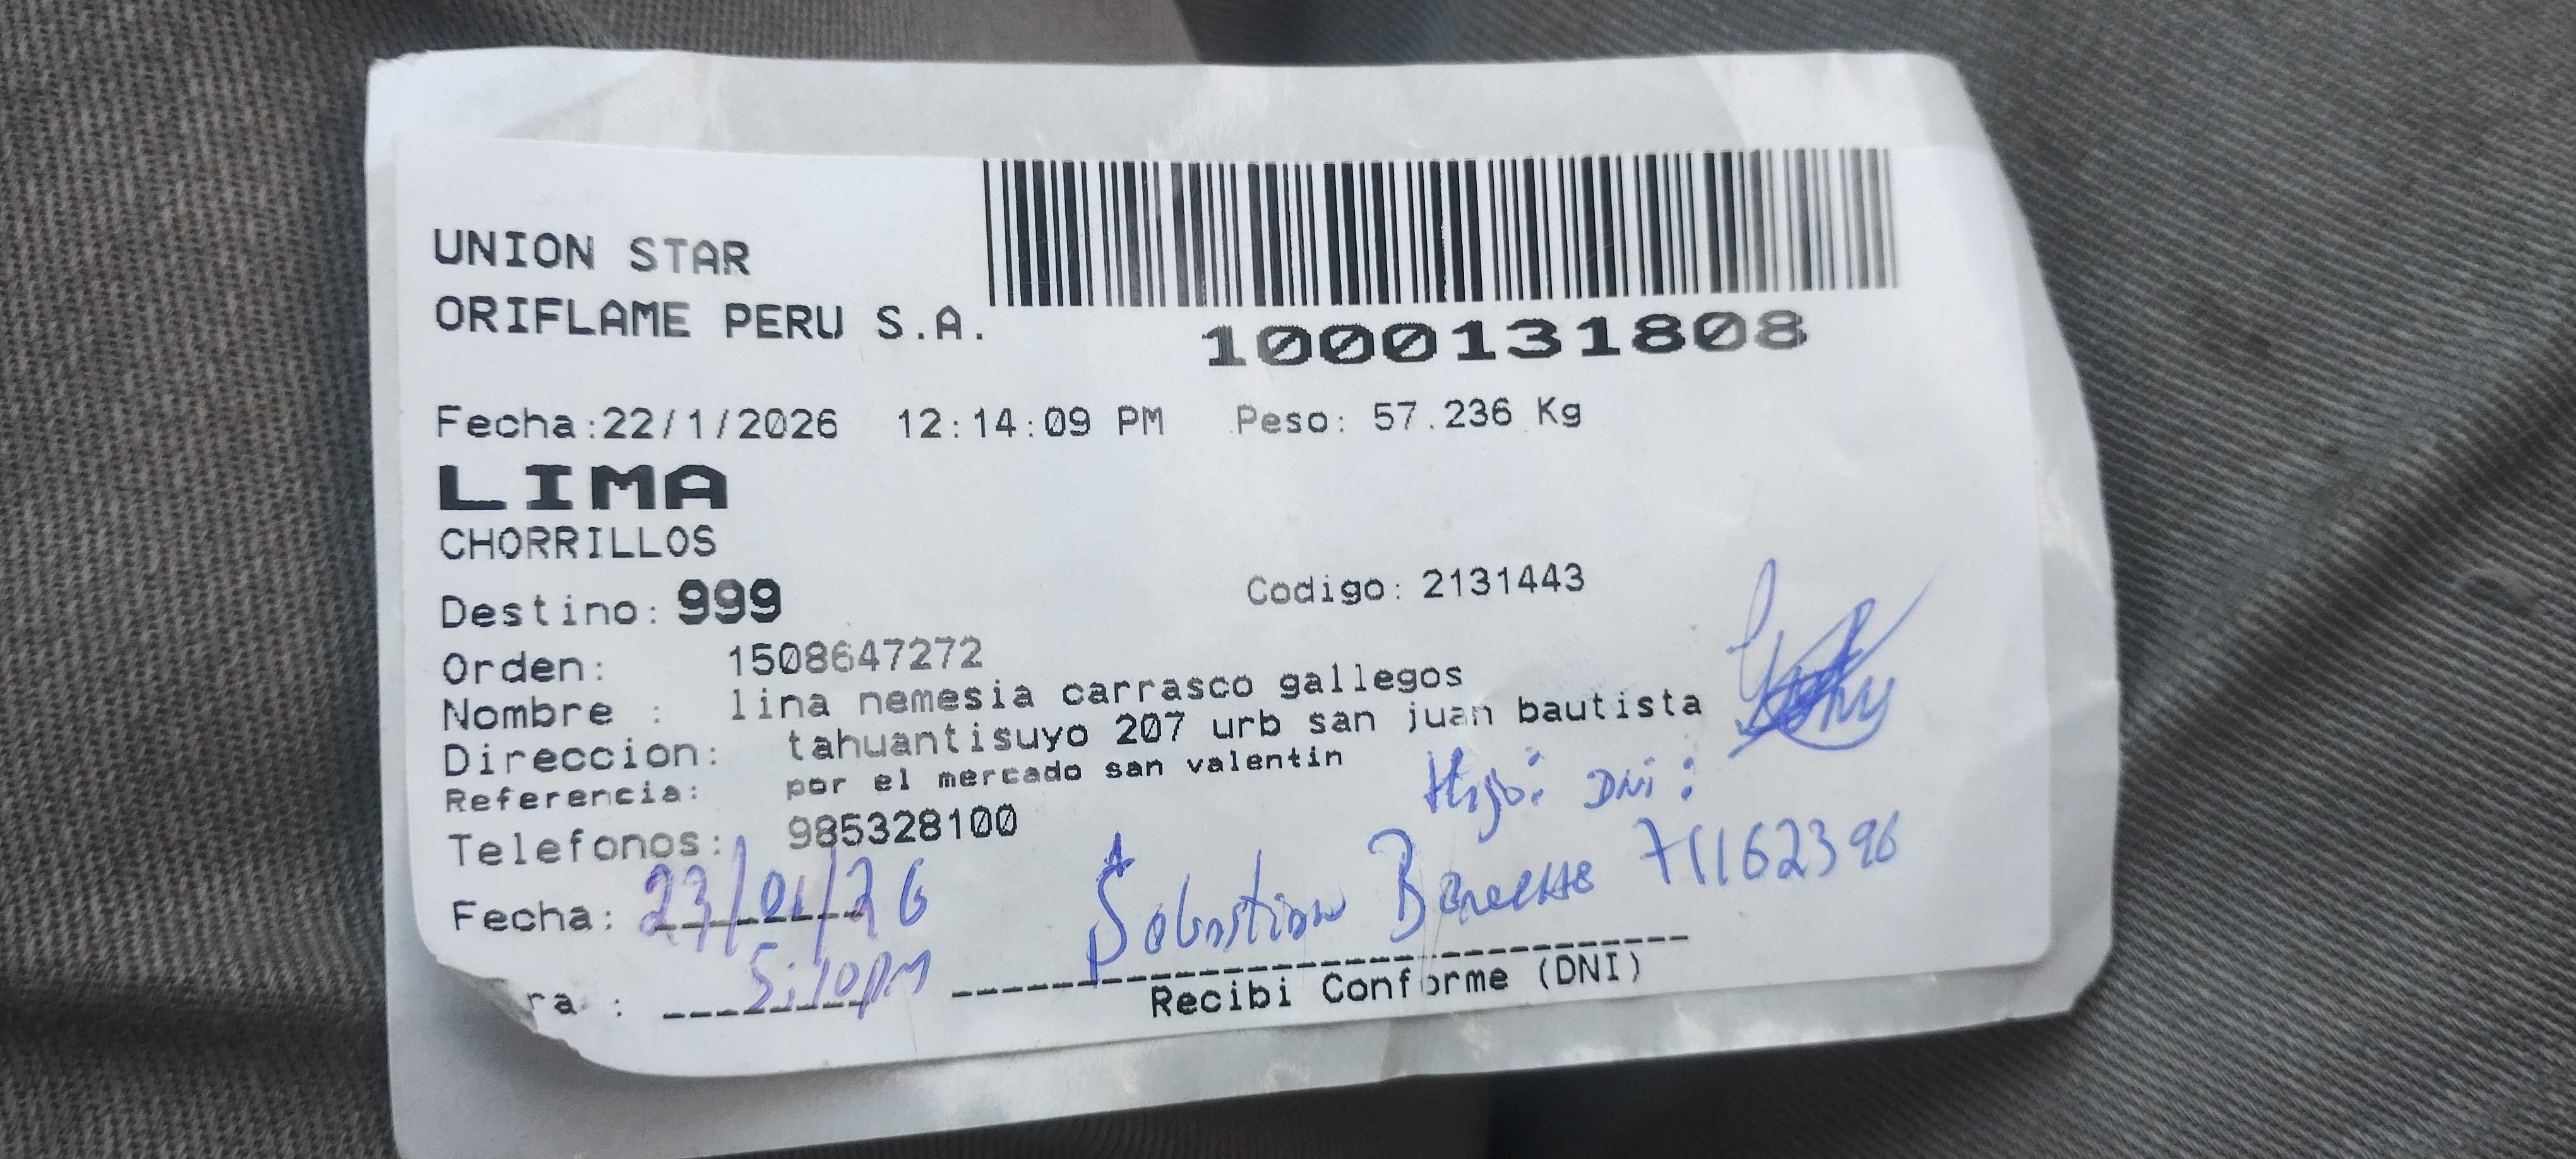 UNION STAR
ORIFLAME PERU S.A.
1000131808
Fecha:22/1/2026 12:14:09 PM Peso: 57.236 Kg
LIMA
CHORRILLOS
Destino: 999 Codigo: 2131443
Orden: 1508647272
Nombre : lina nemesia carrasco gallegos
Direccion: tahuantisuyo 207 urb san juan bautista
Referencia: por el mercado san valentin
Hijo: DNi:
Telefonos: 985328100
Sebastian 71162396
Fecha: 23/01/26
ra : 5:10pm
Recibi Conforme (DNI)